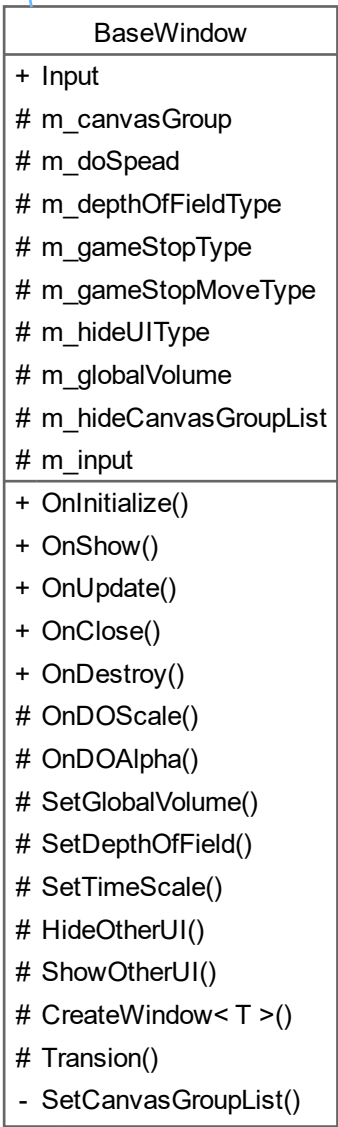 BaseWindow
+ Input
# m_canvasGroup
# m_doSpead
# m_depthOfFieldType
# m_gameStopType
# m_gameStopMoveType
# m_hideUIType
# m_globalVolume
# m_hideCanvasGroupList
# m_input
+ OnInitialize()
+ OnShow()
+ OnUpdate()
+ OnClose()
+ OnDestroy()
# OnDOScale()
# OnDOAlpha()
# SetGlobalVolume()
# SetDepthOfField()
# SetTimeScale()
# HideOtherUI()
# ShowOtherUI()
# CreateWindow< T >()
# Transion()
- SetCanvasGroupList()